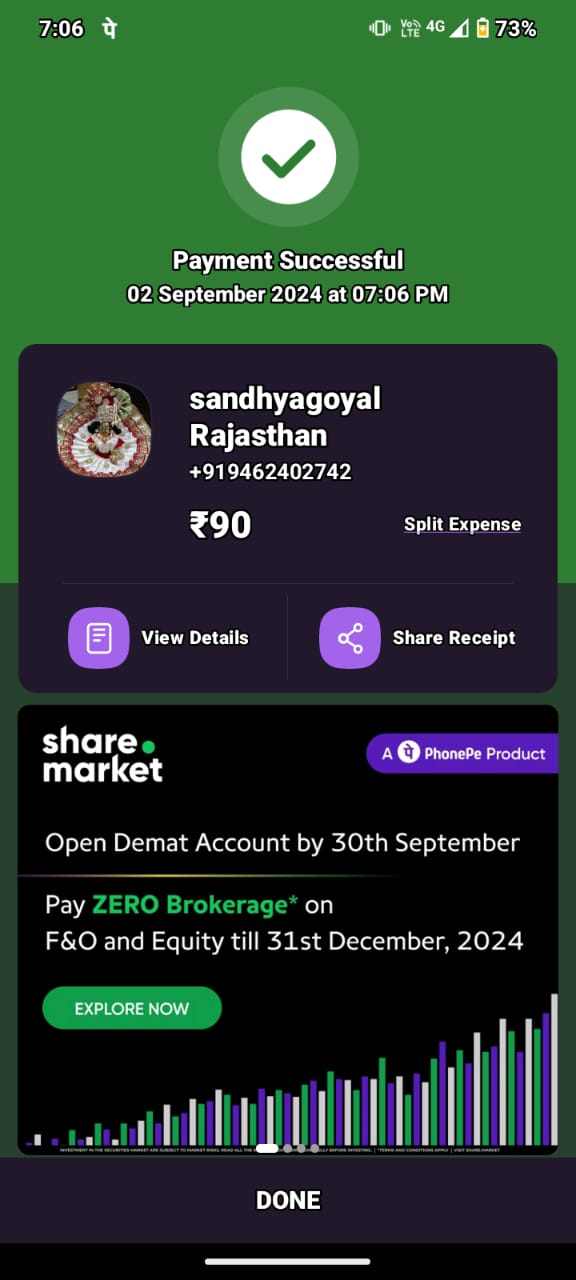 7:06 पे Vo LTE 4G 73%
Payment Successful
02 September 2024 at 07:06 PM
sandhyagoyal
Rajasthan
+919462402742
₹90
Split Expense
View Details
Share Receipt
share.
market
A पे PhonePe Product
Open Demat Account by 30th September
Pay ZERO Brokerage* on
F&O and Equity till 31st December, 2024
EXPLORE NOW
INVESTMENT IN THE SECURITIES MARKET ARE SUBJECT TO MARKET RISKS, READ ALL THE BEFORE INVESTING. | *TERMS AND CONDITIONS APPLY | VISIT SHARE.MARKET
DONE